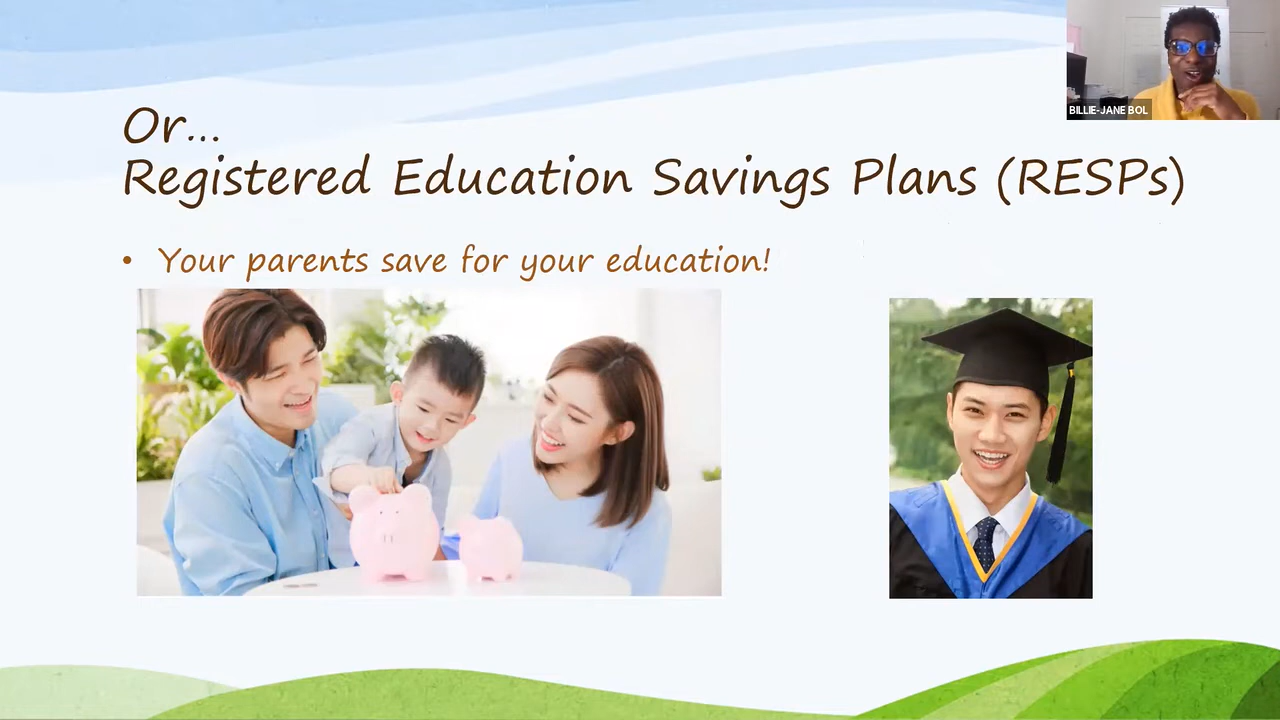 BILLIE-JANE BOL
Or...
Registered Education Savings Plans (RESPs)
• Your parents save for your education!